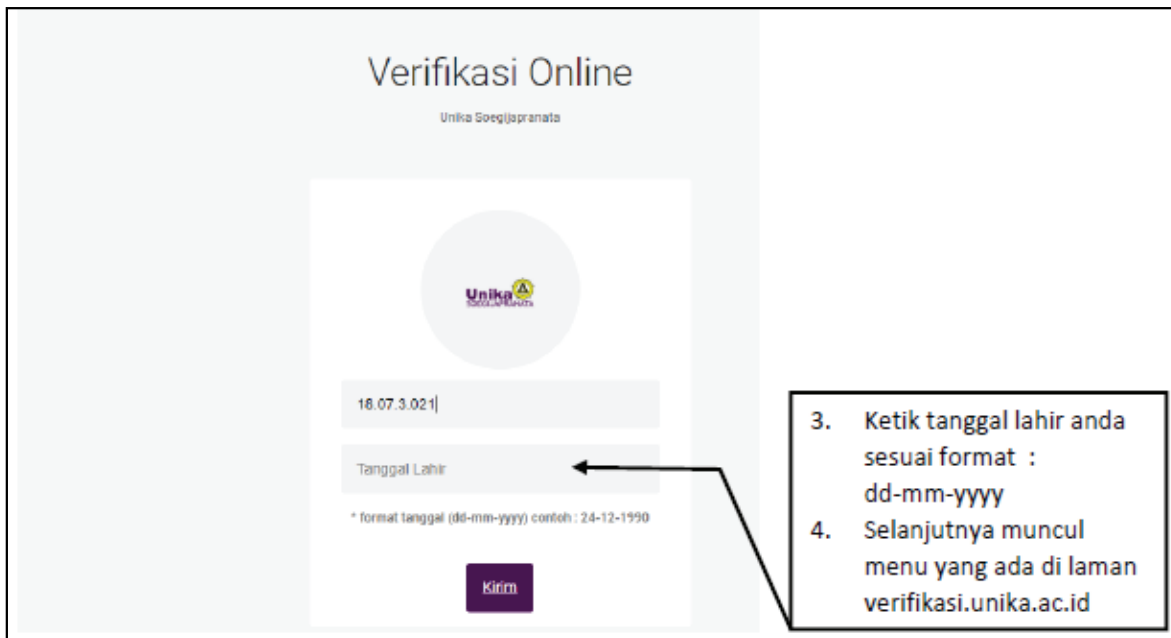 Verifikasi Online
Unika Soegijapranata
Unika
SOEGIJAPRANATA
18.07.3.021
Tanggal Lahir
* format tanggal (dd-mm-yyyy) contoh : 24-12-1990
Kirim
3. Ketik tanggal lahir anda
sesuai format :
dd-mm-yyyy
4. Selanjutnya muncul
menu yang ada di laman
verifikasi.unika.ac.id